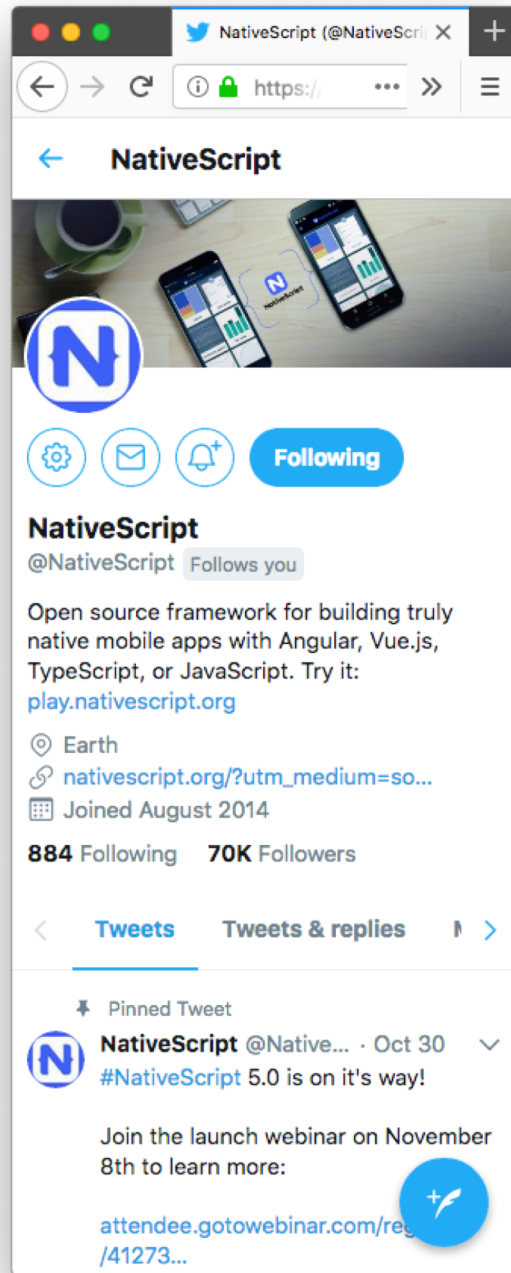 NativeScript (@NativeScri
https:/
NativeScript
NativeScript
N
Following
NativeScript
@NativeScript Follows you
Open source framework for building truly
native mobile apps with Angular, Vue.js,
TypeScript, or JavaScript. Try it:
play.nativescript.org
Earth
nativescript.org/?utm_medium=so...
Joined August 2014
884 Following 70K Followers
Tweets Tweets & replies
Pinned Tweet
NativeScript @Native... · Oct 30
N
#NativeScript 5.0 is on it's way!
Join the launch webinar on November
8th to learn more:
attendee.gotowebinar.com/reg
/41273...